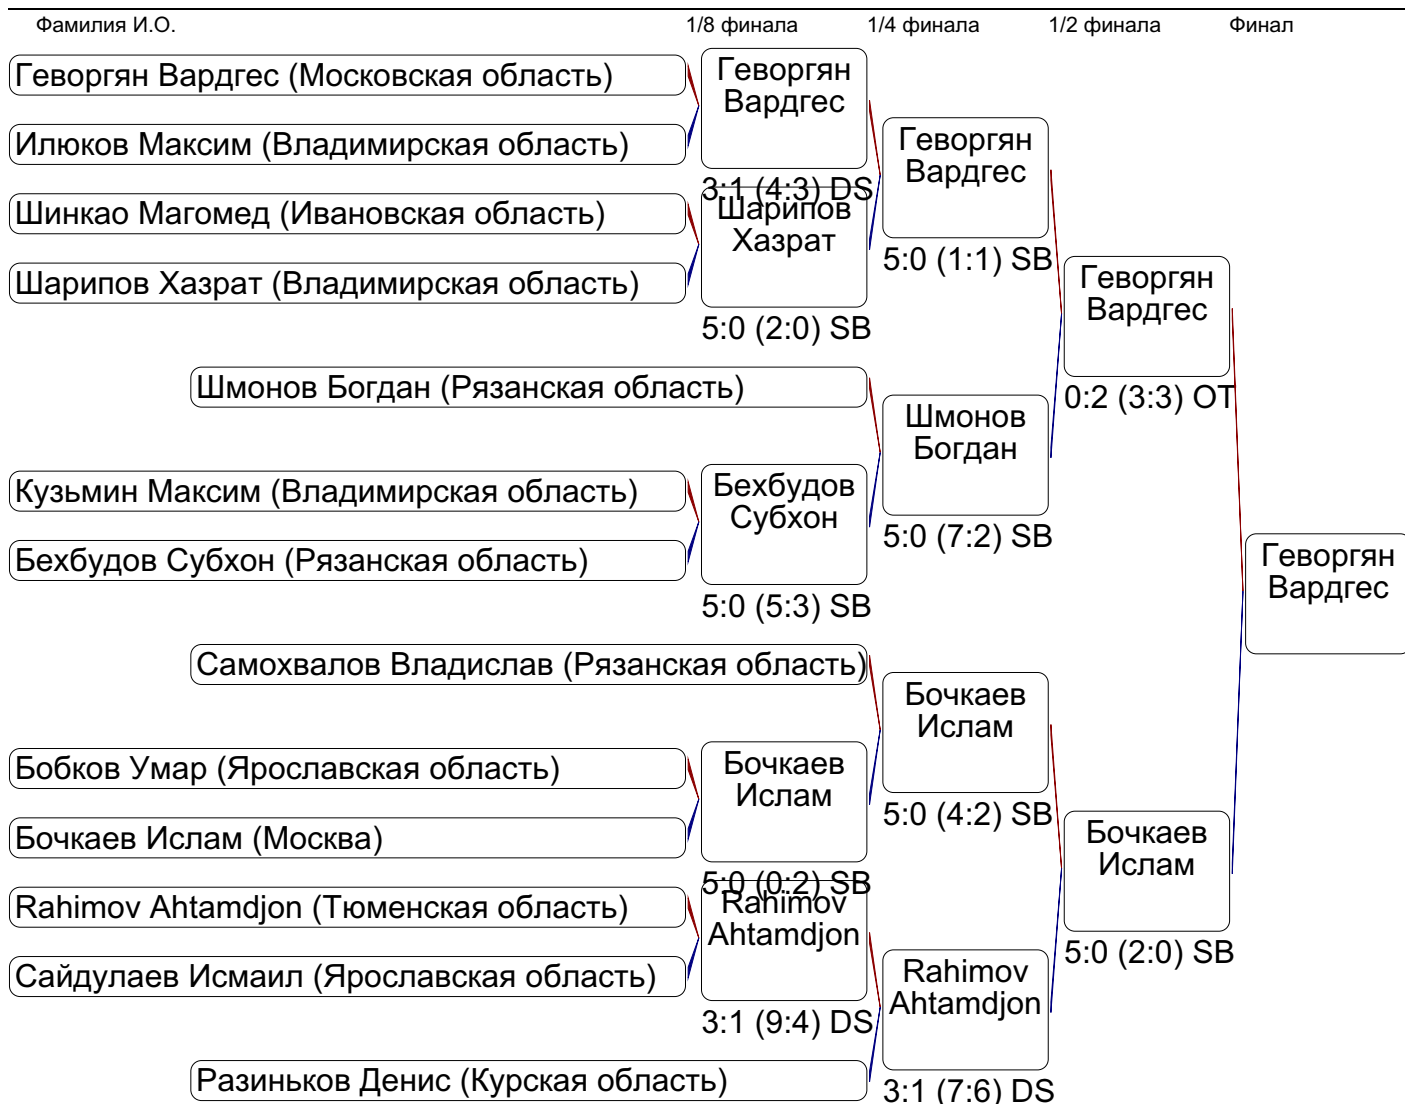 Фамилия И.О. 1/8 финала 1/4 финала 1/2 финала Финал
Геворгян Вардгес (Московская область)
Илюков Максим (Владимирская область)
Шинкао Магомед (Ивановская область)
Шарипов Хазрат (Владимирская область)
Шмонов Богдан (Рязанская область)
Кузьмин Максим (Владимирская область)
Бехбудов Субхон (Рязанская область)
Самохвалов Владислав (Рязанская область)
Бобков Умар (Ярославская область)
Бочкаев Ислам (Москва)
Rahimov Ahtamdjon (Тюменская область)
Сайдулаев Исмаил (Ярославская область)
Разиньков Денис (Курская область)
Геворгян
Вардгес
3:1 (4:3) DS
Шарипов
Хазрат
5:0 (2:0) SB
Бехбудов
Субхон
5:0 (5:3) SB
Бочкаев
Ислам
5:0 (0:2) SB
Rahimov
Ahtamdjon
3:1 (9:4) DS
Геворгян
Вардгес
5:0 (1:1) SB
Шмонов
Богдан
5:0 (7:2) SB
Бочкаев
Ислам
5:0 (4:2) SB
Rahimov
Ahtamdjon
3:1 (7:6) DS
Геворгян
Вардгес
0:2 (3:3) OT
Бочкаев
Ислам
5:0 (2:0) SB
Геворгян
Вардгес